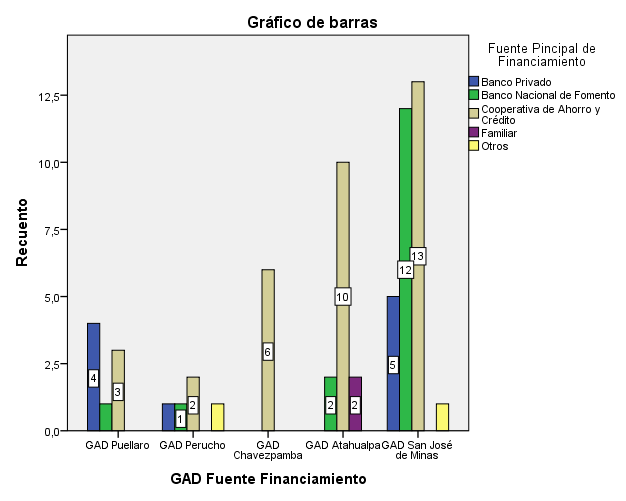 Gráfico de barras
Fuente Pincipal de
Financiamiento
Banco Privado
Banco Nacional de Fomento
Cooperativa de Ahorro y
Crédito
Familiar
Otros
Recuento
12,5
10,0
7,5
5,0
2,5
0,0
4
3
1
2
6
2
10
2
5
12
13
GAD Puellaro
GAD Perucho
GAD
Chavezpamba
GAD Atahualpa
GAD San José
de Minas
GAD Fuente Financiamiento